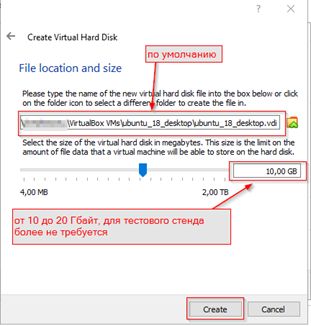 Create Virtual Hard Disk
по умолчанию
File location and size
Please type the name of the new virtual hard disk file into the box below or click
on the folder icon to select a different folder to create the file in.
\VirtualBox VMs\ubuntu_18_desktop\ubuntu_18_desktop.vdi
Select the size of the virtual hard disk in megabytes. This size is the limit on the
amount of file data that a virtual machine will be able to store on the hard disk.
10,00 GB
4,00 MB 2,00 TB
от 10 до 20 Гбайт, для тестового стенда
более не требуется
Create Cancel